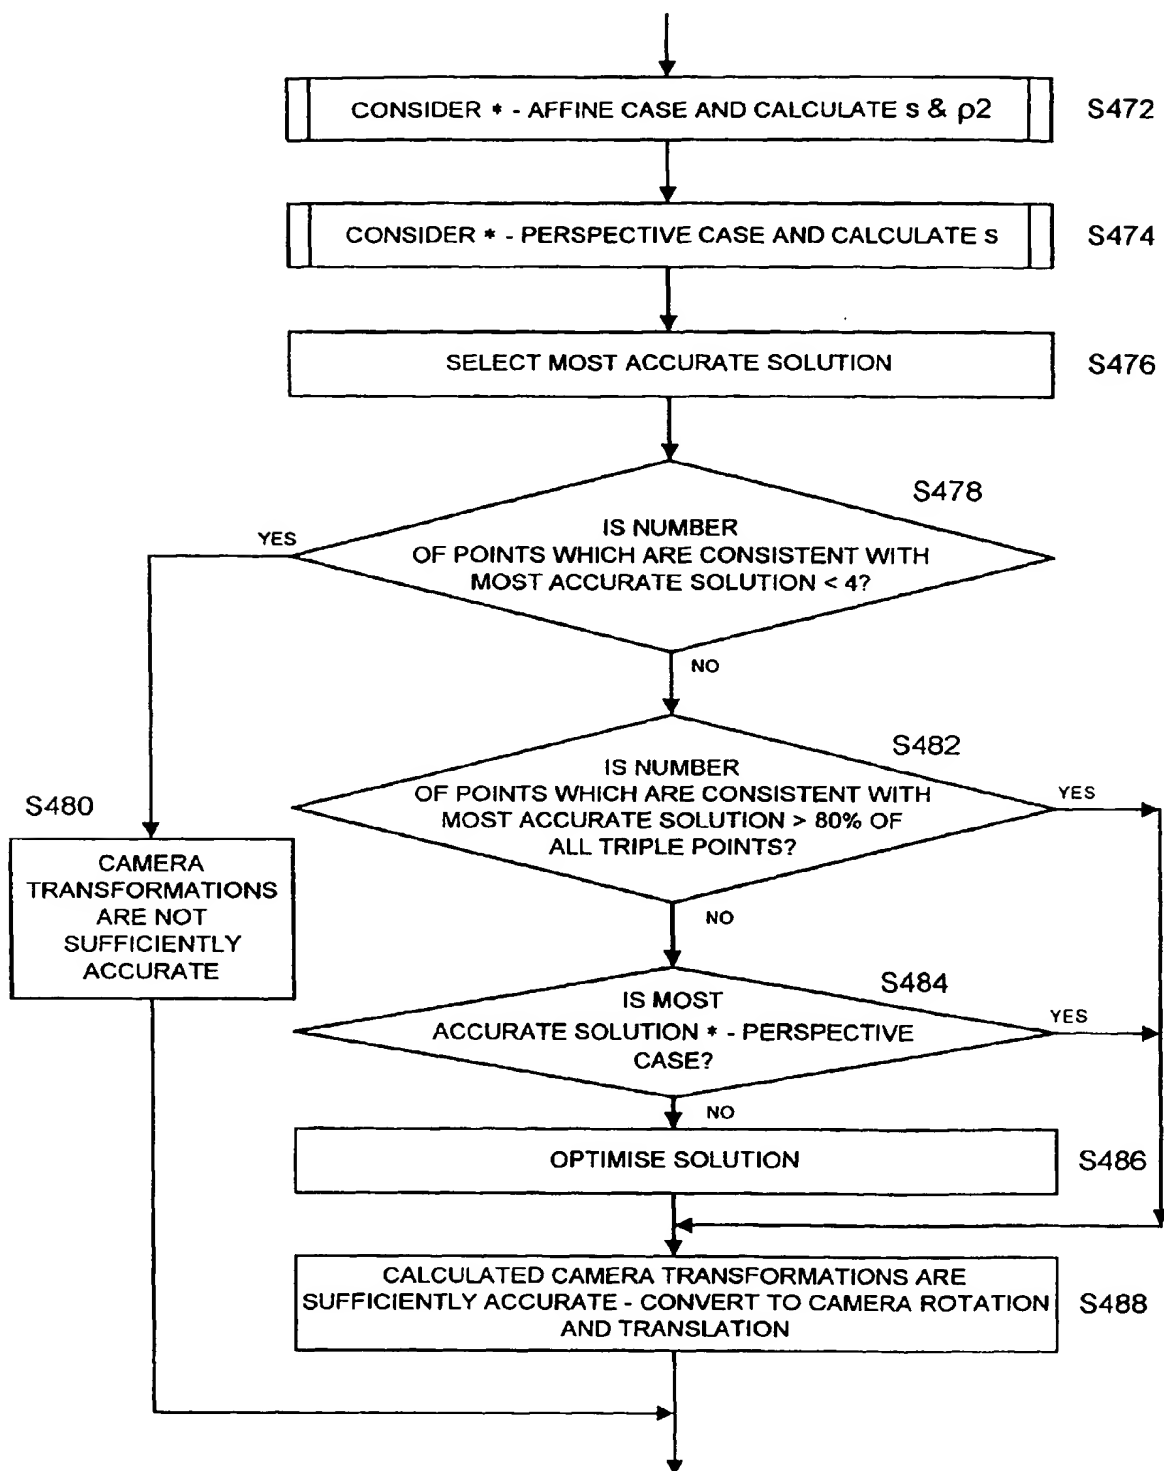 CONSIDER * - AFFINE CASE AND CALCULATE s & ρ2
S472
CONSIDER * - PERSPECTIVE CASE AND CALCULATE s
S474
SELECT MOST ACCURATE SOLUTION
S476
S478
IS NUMBER
OF POINTS WHICH ARE CONSISTENT WITH
MOST ACCURATE SOLUTION < 4?
YES
NO
S482
IS NUMBER
OF POINTS WHICH ARE CONSISTENT WITH
MOST ACCURATE SOLUTION > 80% OF
ALL TRIPLE POINTS?
YES
NO
S480
CAMERA
TRANSFORMATIONS
ARE NOT
SUFFICIENTLY
ACCURATE
S484
IS MOST
ACCURATE SOLUTION * - PERSPECTIVE
CASE?
YES
NO
OPTIMISE SOLUTION
S486
CALCULATED CAMERA TRANSFORMATIONS ARE
SUFFICIENTLY ACCURATE - CONVERT TO CAMERA ROTATION
AND TRANSLATION
S488